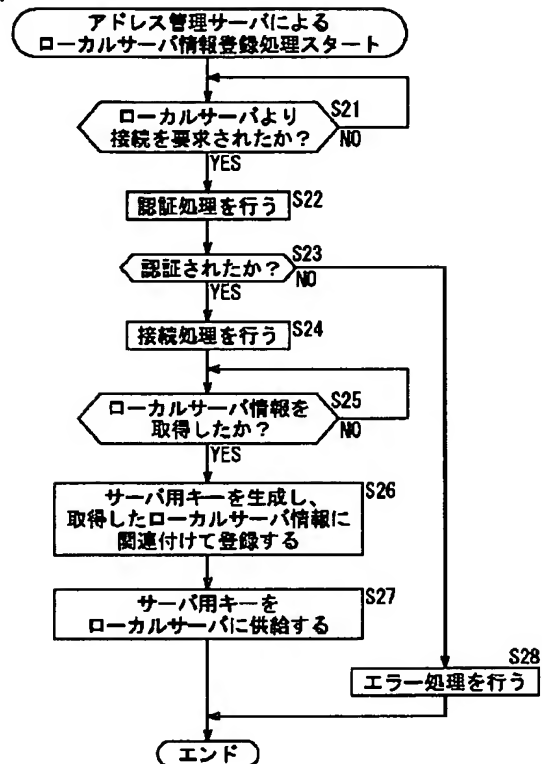 アドレス管理サーバによる
ローカルサーバ情報登録処理スタート
ローカルサーバより
接続を要求されたか？
S21
NO
YES
認証処理を行う
S22
認証されたか？
S23
NO
YES
接続処理を行う
S24
ローカルサーバ情報を
取得したか？
S25
NO
YES
サーバ用キーを生成し、
取得したローカルサーバ情報に
関連付けて登録する
S26
サーバ用キーを
ローカルサーバに供給する
S27
S28
エラー処理を行う
エンド